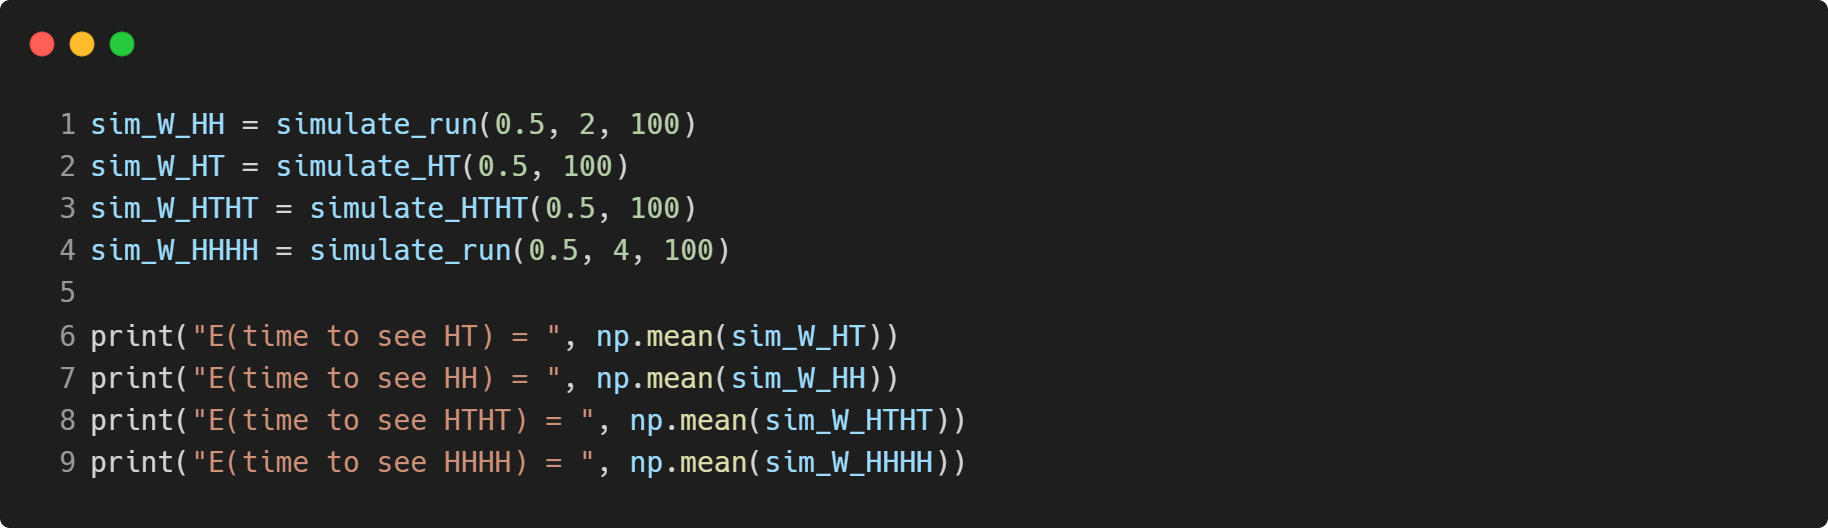 1 sim_W_HH = simulate_run(0.5, 2, 100)
2 sim_W_HT = simulate_HT(0.5, 100)
3 sim_W_HTHT = simulate_HTHT(0.5, 100)
4 sim_W_HHHH = simulate_run(0.5, 4, 100)
5
6 print("E(time to see HT) = ", np.mean(sim_W_HT))
7 print("E(time to see HH) = ", np.mean(sim_W_HH))
8 print("E(time to see HTHT) = ", np.mean(sim_W_HTHT))
9 print("E(time to see HHHH) = ", np.mean(sim_W_HHHH))